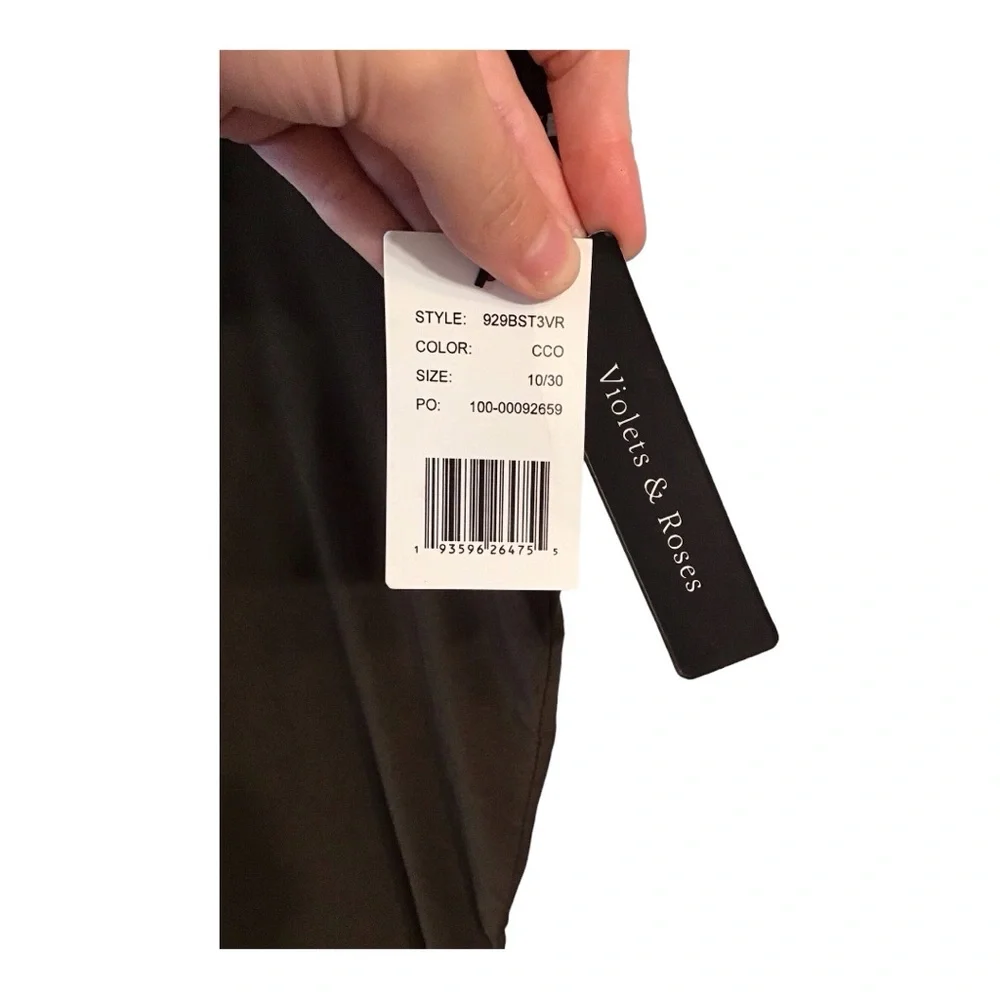 STYLE: 929BST3VR
COLOR: CCO
SIZE: 10/30
PO: 100-00092659
1 93596 26475 5
Violets & Roses